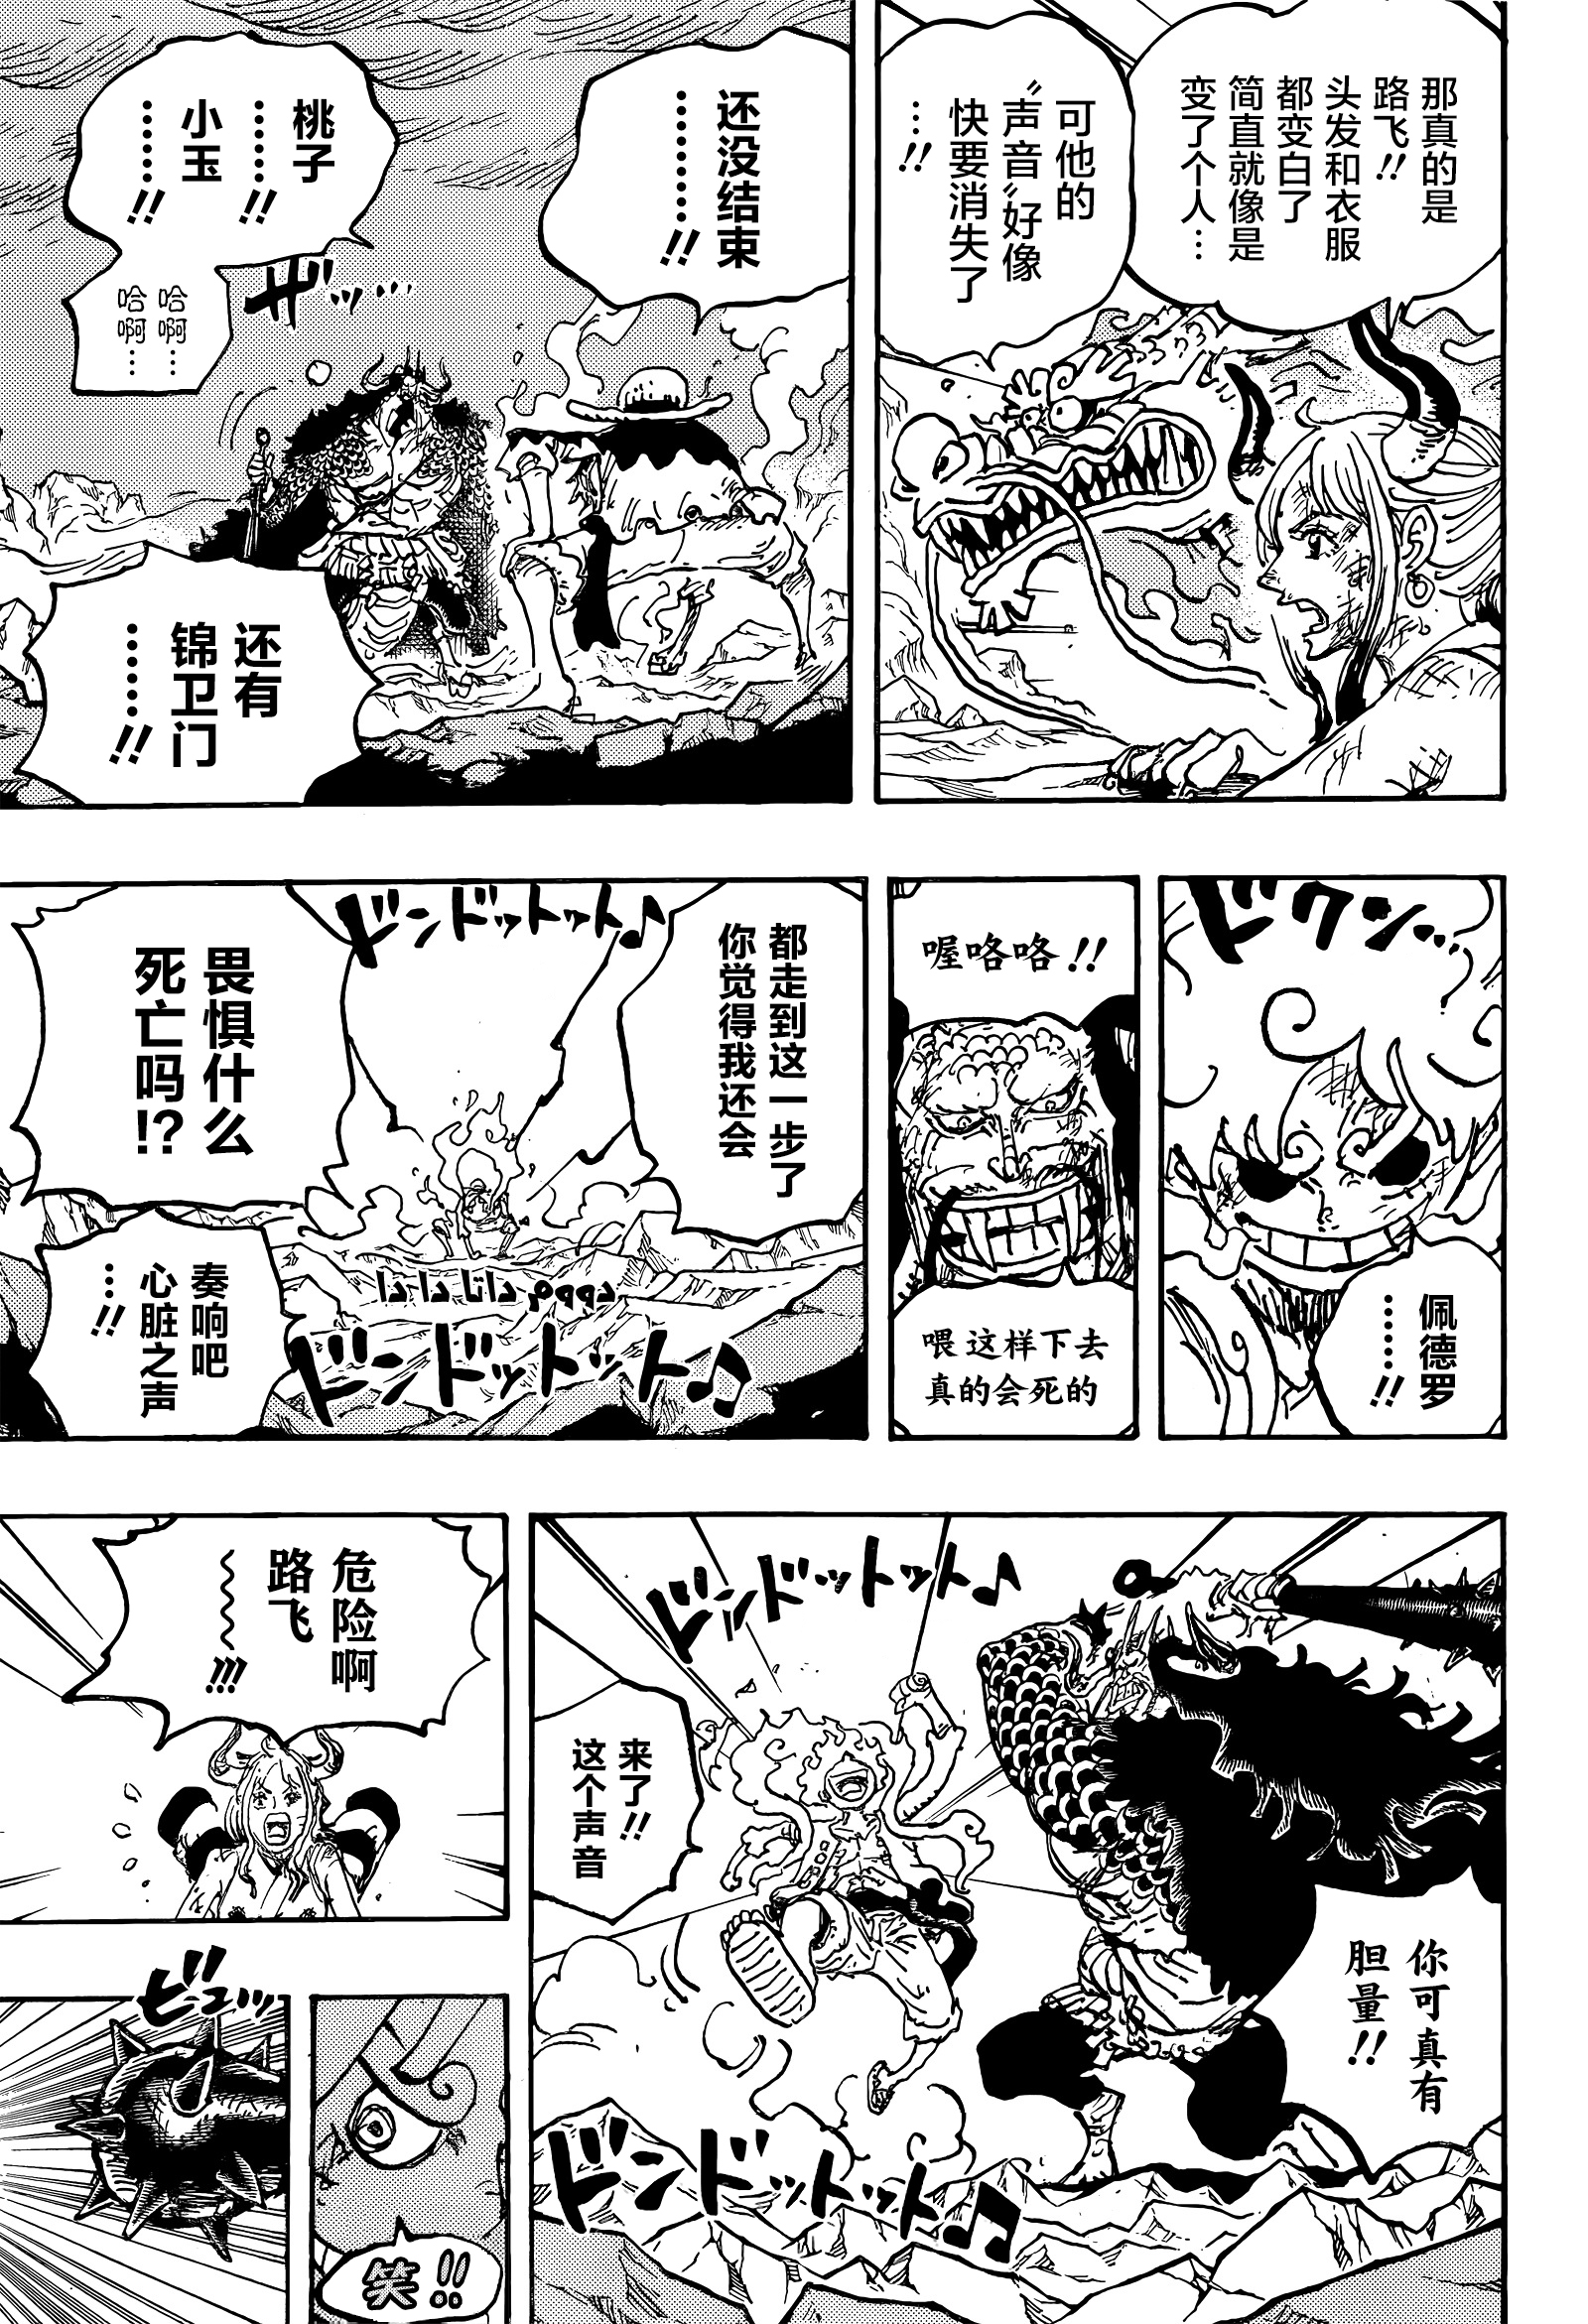 那真的是
路飞!!
头发和衣服
都变白了
简直就像是
变了个人…
可他的
〝声音〞好像
快要消失了
…!!
还没结束
………!!
桃子
……!!
小玉
……!!
哈啊…
哈啊…
ザッ……
还有
锦卫门
………!!
ドクン…
佩德罗
……!!
喔咯咯!!
喂 这样下去
真的会死的
都走到这一步了
你觉得我还会
畏惧什么
死亡吗!?
ドンドットット♪
ドンドットット♫
奏响吧
心脏之声
…!!
ドンドットット♪
你可真有
胆量!!
来了!!
这个声音
ドンドットット♫
危险啊
路飞
~~~~!!!
笑!!
ビュッ